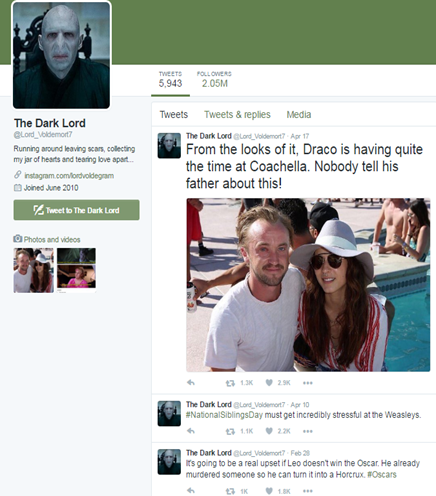 TWEETS FOLLOWERS
5,943 2.05M
The Dark Lord
@Lord_Voldemort7
Running around leaving scars, collecting
my jar of hearts and tearing love apart...
instagram.com/lordvoldegram
Joined June 2010
Tweet to The Dark Lord
Photos and videos
Tweets Tweets & replies Media
The Dark Lord @Lord_Voldemort7 · Apr 17
From the looks of it, Draco is having quite
the time at Coachella. Nobody tell his
father about this!
1.3K 2.9K
The Dark Lord @Lord_Voldemort7 · Apr 10
#NationalSiblingsDay must get incredibly stressful at the Weasleys.
1.1K 2.2K
The Dark Lord @Lord_Voldemort7 · Feb 28
It's going to be a real upset if Leo doesn't win the Oscar. He already
murdered someone so he can turn it into a Horcrux. #Oscars
1K 1.8K